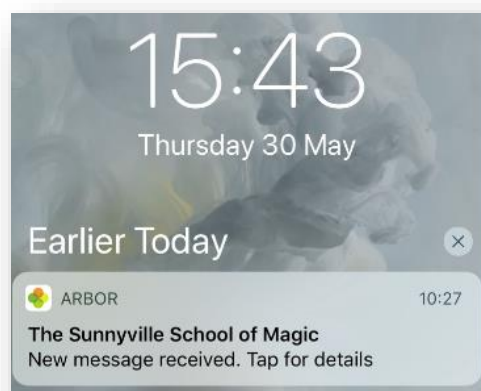 15:43
Thursday 30 May
Earlier Today
ARBOR 10:27
The Sunnyville School of Magic
New message received. Tap for details